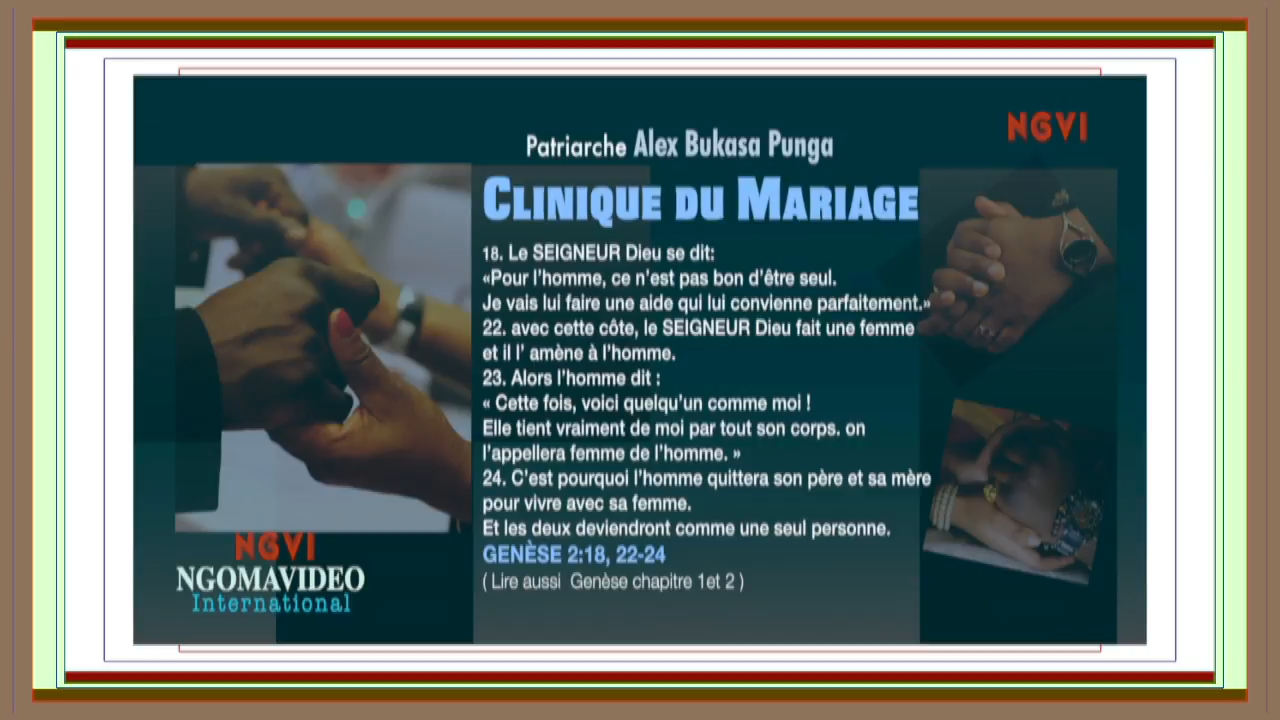 NGVI
Patriarche Alex Bukasa Punga
CLINIQUE DU MARIAGE
18. Le SEIGNEUR Dieu se dit:
«Pour l'homme, ce n'est pas bon d'être seul.
Je vais lui faire une aide qui lui convienne parfaitement.»
22. avec cette côte, le SEIGNEUR Dieu fait une femme
et il l' amène à l'homme.
23. Alors l'homme dit :
« Cette fois, voici quelqu'un comme moi !
Elle tient vraiment de moi par tout son corps. on
l'appellera femme de l'homme. »
24. C'est pourquoi l'homme quittera son père et sa mère
pour vivre avec sa femme.
Et les deux deviendront comme une seul personne.
GENÈSE 2:18, 22-24
( Lire aussi Genèse chapitre 1et 2 )
NGVI
NGOMAVIDEO
International